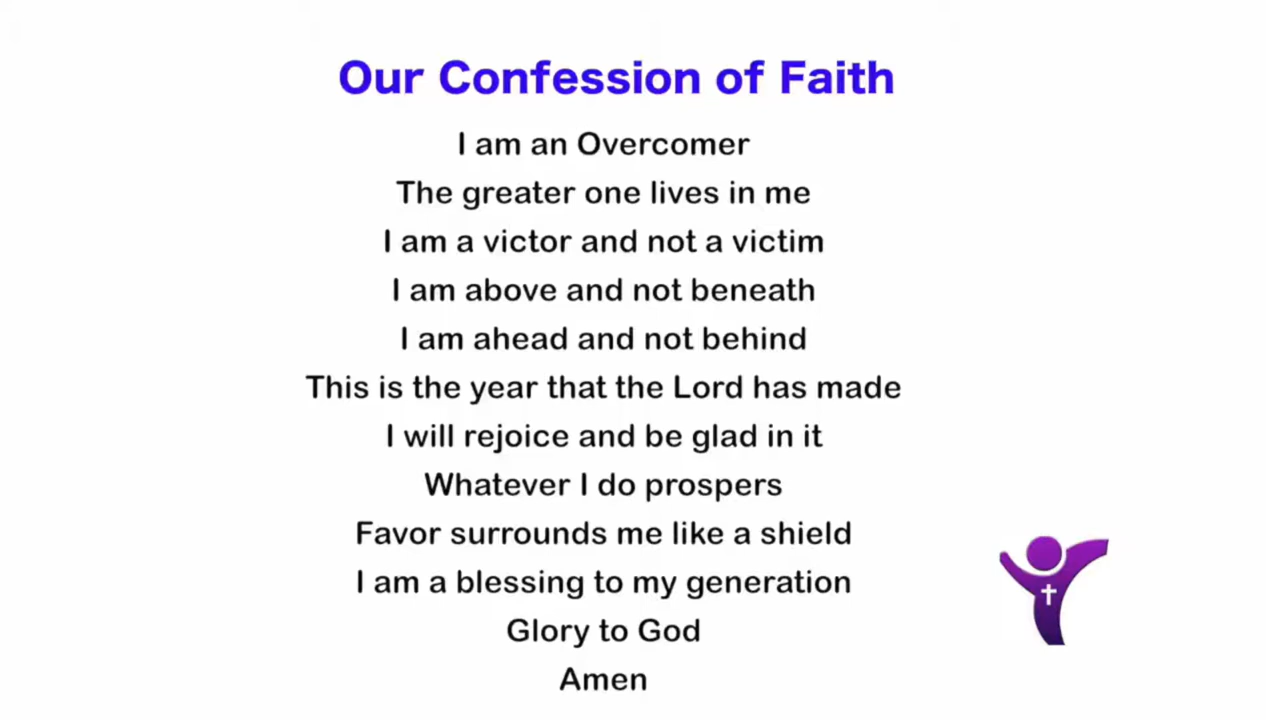 Our Confession of Faith
I am an Overcomer
The greater one lives in me
I am a victor and not a victim
I am above and not beneath
I am ahead and not behind
This is the year that the Lord has made
I will rejoice and be glad in it
Whatever I do prospers
Favor surrounds me like a shield
I am a blessing to my generation
Glory to God
Amen